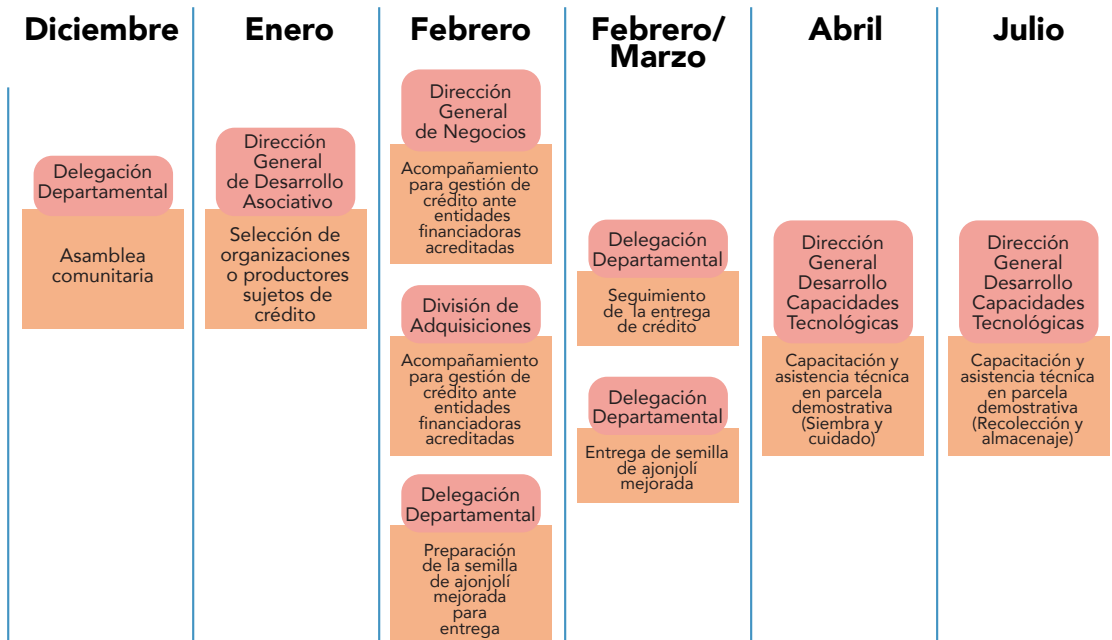 Diciembre
Delegación
Departamental
Asamblea
comunitaria
Enero
Dirección
General
de Desarrollo
Asociativo
Selección de
organizaciones
o productores
sujetos de
crédito
Febrero
Dirección
General
de Negocios
Acompañamiento
para gestión de
crédito ante
entidades
financiadoras
acreditadas
División de
Adquisiciones
Acompañamiento
para gestión de
crédito ante
entidades
financiadoras
acreditadas
Delegación
Departamental
Preparación
de la semilla
de ajonjolí
mejorada
para
entrega
Febrero/
Marzo
Delegación
Departamental
Seguimiento
de la entrega
de crédito
Delegación
Departamental
Entrega de semilla
de ajonjolí
mejorada
Abril
Dirección
General
Desarrollo
Capacidades
Tecnológicas
Capacitación y
asistencia técnica
en parcela
demostrativa
(Siembra y
cuidado)
Julio
Dirección
General
Desarrollo
Capacidades
Tecnológicas
Capacitación y
asistencia técnica
en parcela
demostrativa
(Recolección y
almacenaje)